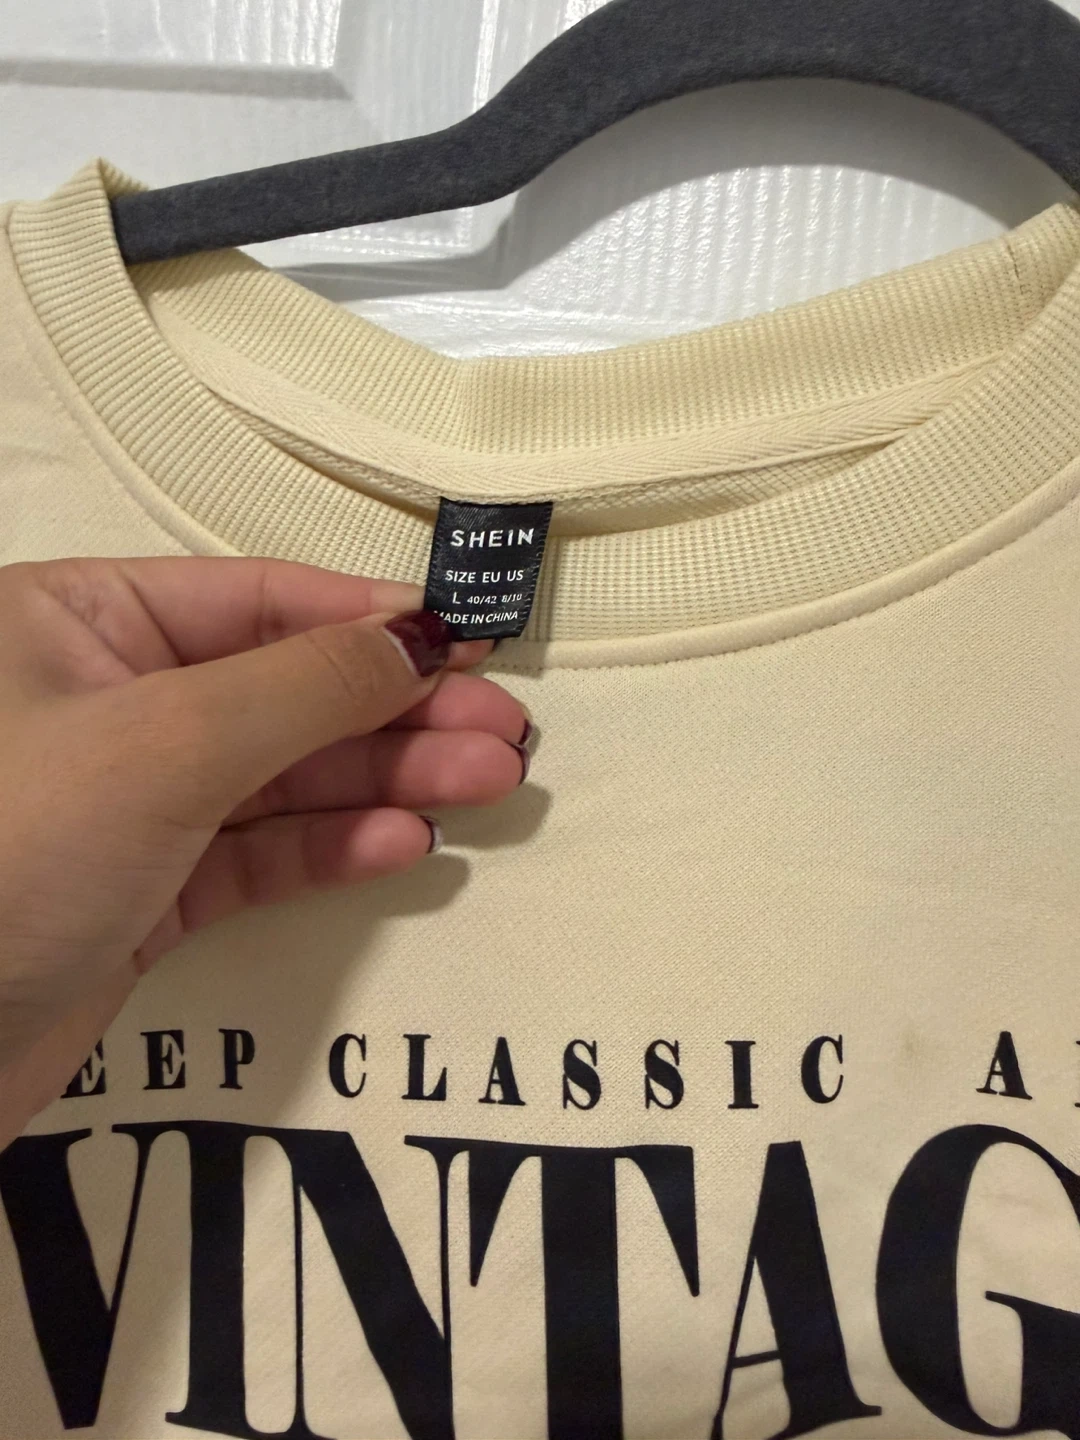 SHEIN
SIZE EU US
L 40/42 8/10
MADE IN CHINA
EEP CLASSIC A
VINTAG